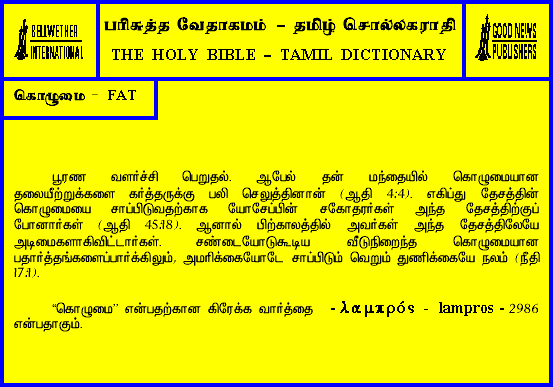 BELLWETHER
INTERNATIONAL
பரிசுத்த வேதாகமம் - தமிழ் சொல்லகராதி
THE HOLY BIBLE - TAMIL DICTIONARY
GOOD NEWS
PUBLISHERS
கொழுமை - FAT
பூரண வளர்ச்சி பெறுதல். ஆபேல் தன் மந்தையில் கொழுமையான
தலையீற்றுக்களை கர்த்தருக்கு பலி செலுத்தினான் (ஆதி 4:4). எகிப்து தேசத்தின்
கொழுமையை சாப்பிடுவதற்காக யோசேப்பின் சகோதரர்கள் அந்த தேசத்திற்குப்
போனார்கள் (ஆதி 45:18). ஆனால் பிற்காலத்தில் அவர்கள் அந்த தேசத்திலேயே
அடிமைகளாகிவிட்டார்கள். சண்டையோடுகூடிய வீடுநிறைந்த கொழுமையான
பதார்த்தங்களைப்பார்க்கிலும், அமரிக்கையோடே சாப்பிடும் வெறும் துணிக்கையே நலம் (நீதி
17:1).
“கொழுமை” என்பதற்கான கிரேக்க வார்த்தை - λαμπρός - lampros - 2986
என்பதாகும்.